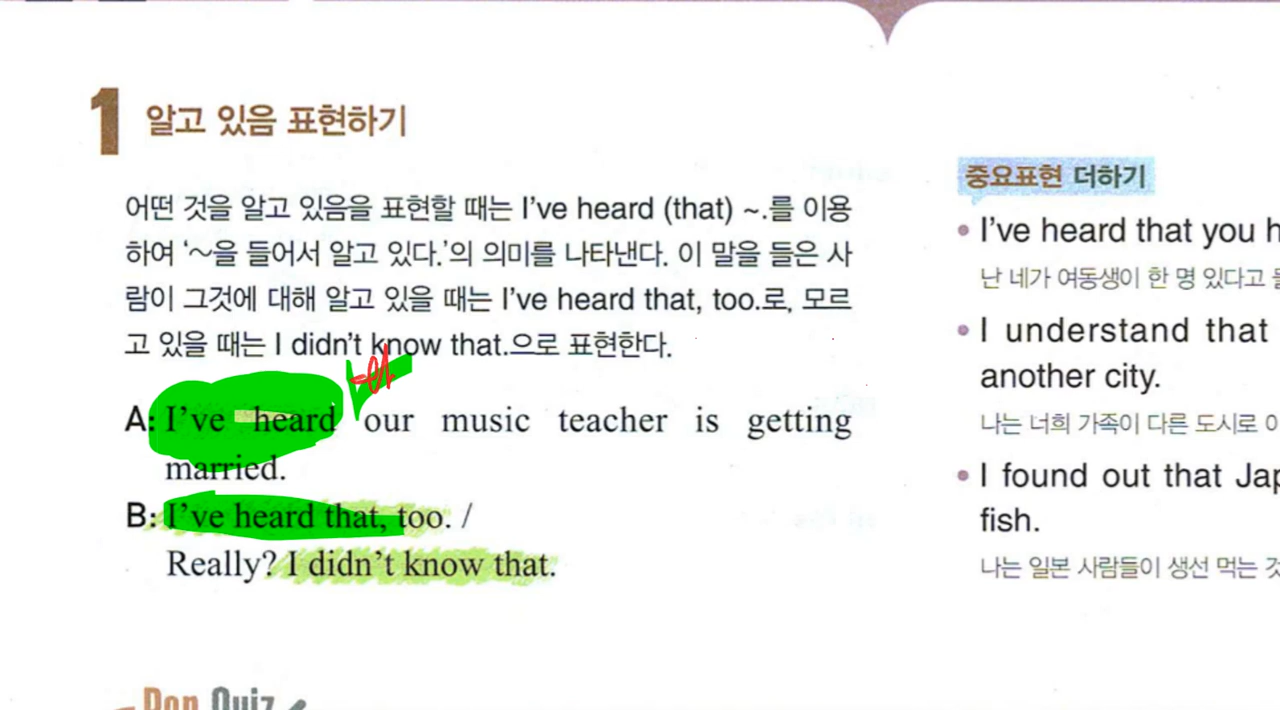 1 알고 있음 표현하기
어떤 것을 알고 있음을 표현할 때는 I've heard (that) ~.를 이용
하여 '~을 들어서 알고 있다.'의 의미를 나타낸다. 이 말을 들은 사
람이 그것에 대해 알고 있을 때는 I've heard that, too.로, 모르
고 있을 때는 I didn't know that.으로 표현한다.
A: I've heard our music teacher is getting
married.
B: I've heard that, too. /
Really? I didn't know that.
Pop Quiz
중요표현 더하기
• I've heard that you
난 네가 여동생이 한 명 있다고
• I understand that
another city.
나는 너희 가족이 다른 도시로
• I found out that
fish.
나는 일본 사람들이 생선 먹는